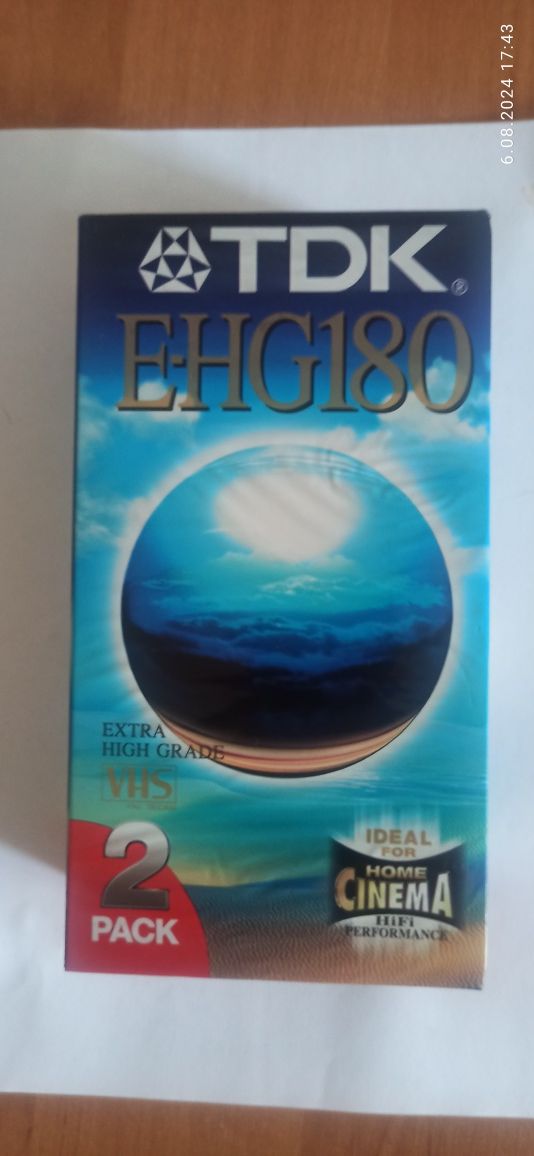 6.08.2024 17:43
TDK®
E-HG180
EXTRA
HIGH GRADE
VHS
2
PACK
IDEAL
FOR
HOME
CINEMA
HiFi
PERFORMANCE